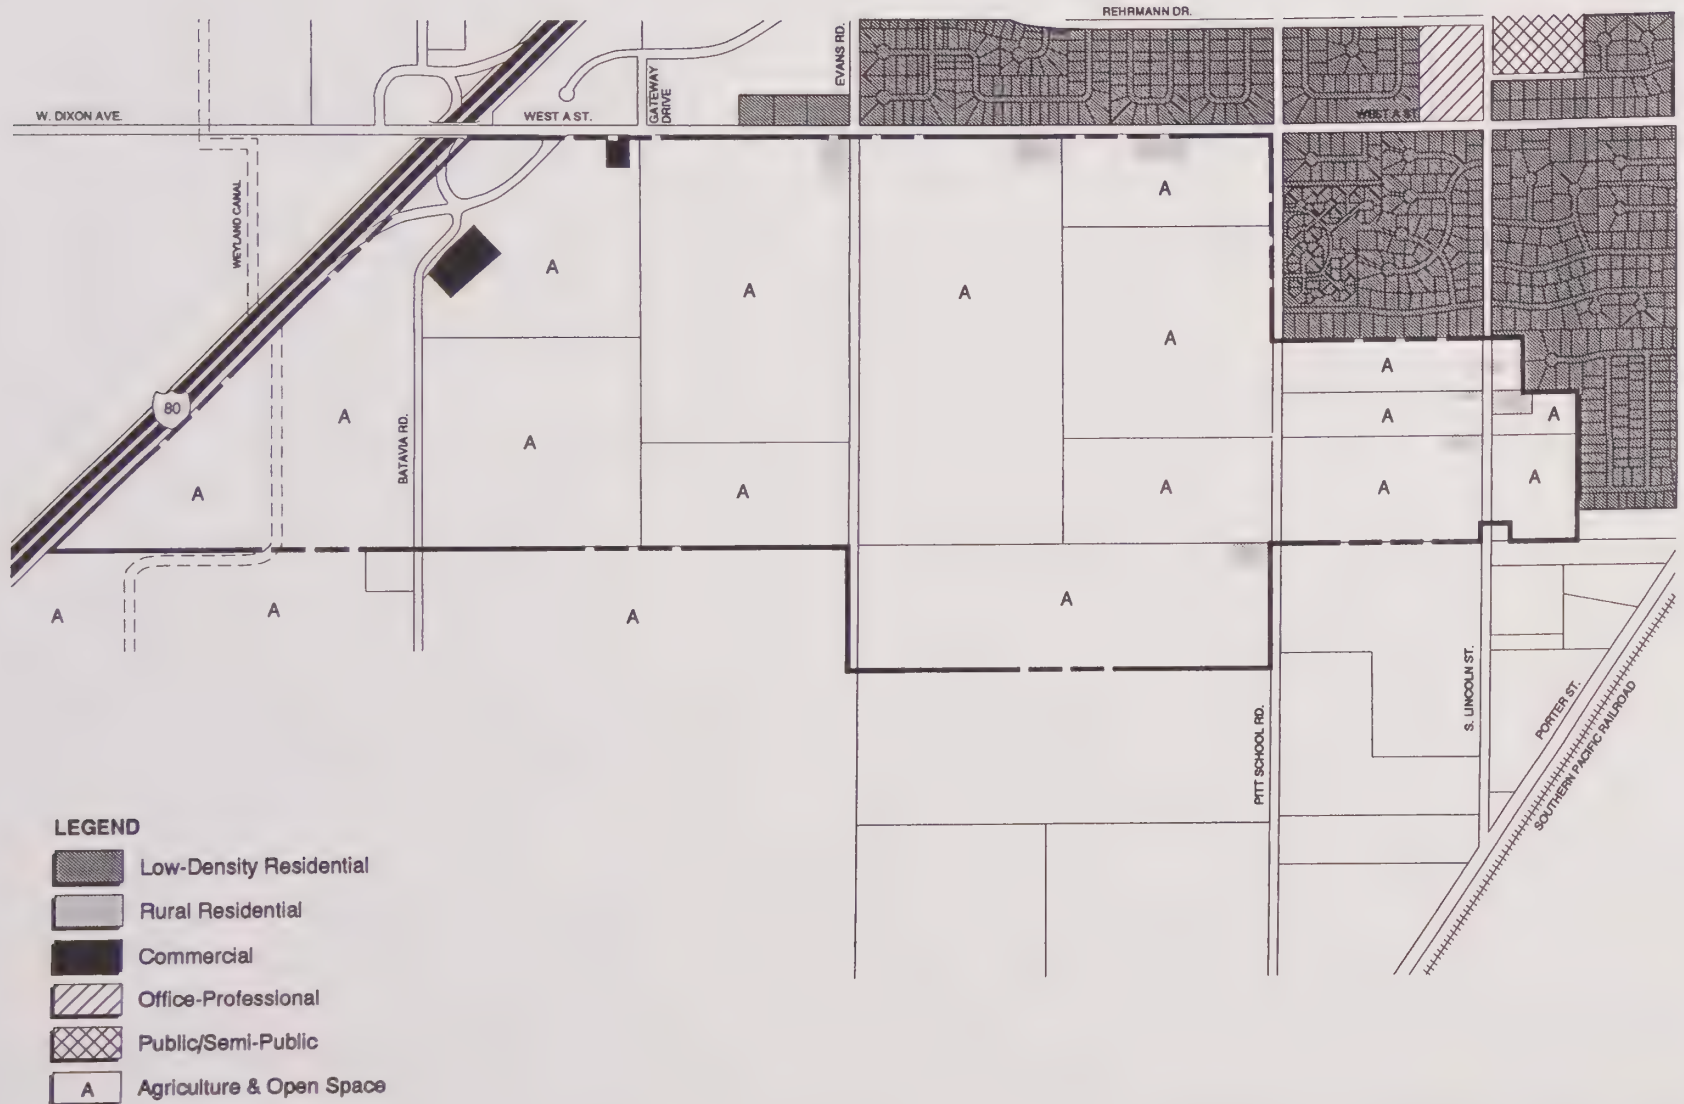 REHRMANN DR.
EVANS RD.
GATEWAY
DRIVE
W. DIXON AVE.
WEST A ST.
WEST A ST.
WEYLAND CANAL
A
A
A
A
A
A
80
A
A
A
BATAVIA RD.
A
A
A
A
A
A
A
A
A
A
A
PITT SCHOOL RD.
S. LINCOLN ST.
PORTER ST.
SOUTHERN PACIFIC RAILROAD
LEGEND
Low-Density Residential
Rural Residential
Commercial
Office-Professional
Public/Semi-Public
A Agriculture & Open Space